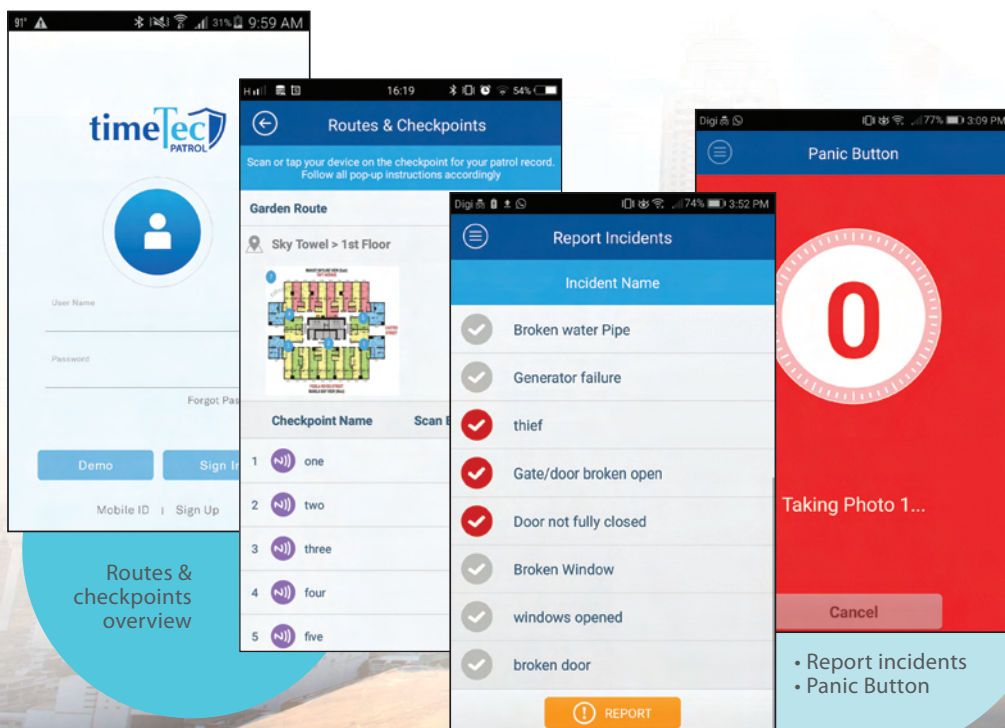 91° 31% 9:59 AM
timeTec
PATROL
User Name
Password
Forgot Pas
Demo Sign In
Mobile ID | Sign Up
Routes &
checkpoints
overview
16:19 54%
Routes & Checkpoints
Scan or tap your device on the checkpoint for your patrol record.
Follow all pop-up instructions accordingly
Garden Route
Sky Towel > 1st Floor
Checkpoint Name Scan
1 N one
2 N two
3 N three
4 N four
5 N five
Digi 74% 3:52 PM
Report Incidents
Incident Name
Broken water Pipe
Generator failure
thief
Gate/door broken open
Door not fully closed
Broken Window
windows opened
broken door
REPORT
Digi 77% 3:09 PM
Panic Button
0
Taking Photo 1...
Cancel
• Report incidents
• Panic Button